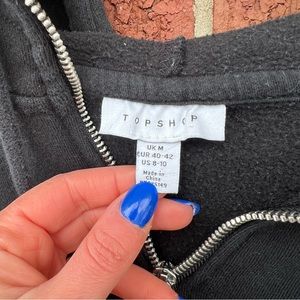 TOPSHOP
UK M
EUR 40-42
US 8-10
Made in
China